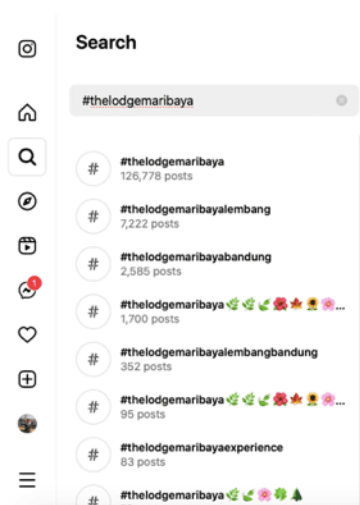 Search
#thelodgemaribaya
#thelodgemaribaya
126,778 posts
#thelodgemaribayalembang
7,222 posts
#thelodgemaribayabandung
2,585 posts
#thelodgemaribaya🌿🌿🍃🌺🍁🌻🌸...
1,700 posts
#thelodgemaribayalembangbandung
352 posts
#thelodgemaribaya🌿🌿🍃🌺🍁🌻🌸...
95 posts
#thelodgemaribayaexperience
83 posts
#thelodgemaribaya🌿🍃🌸🍀🌲
1